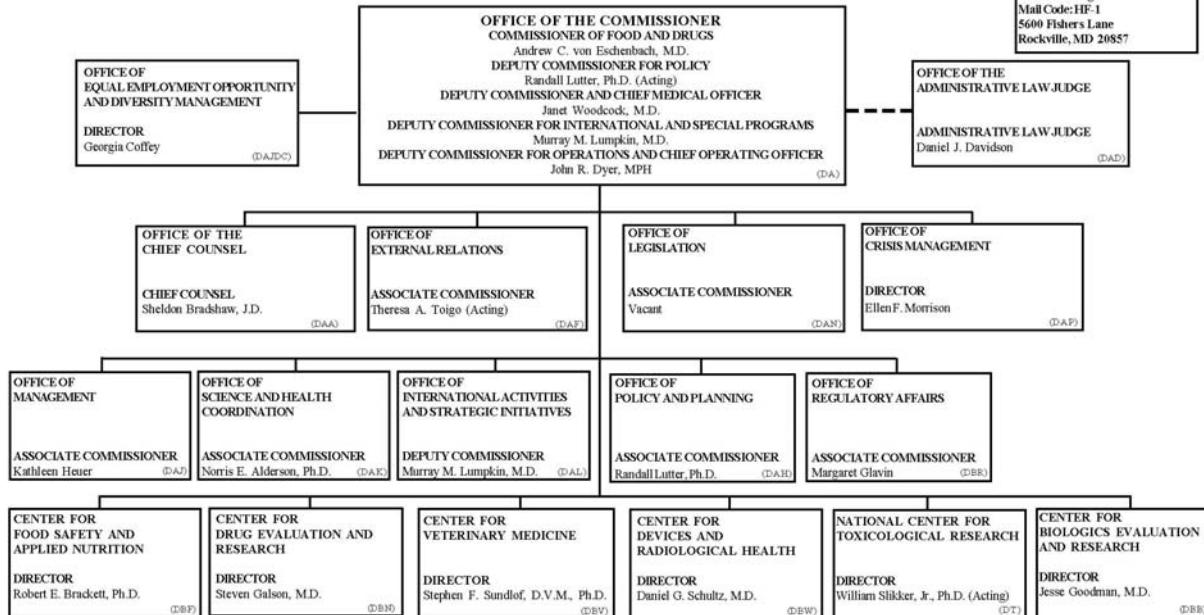 Mail Code: HF-1
5600 Fishers Lane
Rockville, MD 20857
OFFICE OF THE COMMISSIONER
COMMISSIONER OF FOOD AND DRUGS
Andrew C. von Eschenbach, M.D.
DEPUTY COMMISSIONER FOR POLICY
Randall Lutter, Ph.D. (Acting)
DEPUTY COMMISSIONER AND CHIEF MEDICAL OFFICER
Janet Woodcock, M.D.
DEPUTY COMMISSIONER FOR INTERNATIONAL AND SPECIAL PROGRAMS
Murray M. Lumpkin, M.D.
DEPUTY COMMISSIONER FOR OPERATIONS AND CHIEF OPERATING OFFICER
John R. Dyer, MPH
(DA)
OFFICE OF
EQUAL EMPLOYMENT OPPORTUNITY
AND DIVERSITY MANAGEMENT
DIRECTOR
Georgia Coffey
(DAJDC)
OFFICE OF THE
ADMINISTRATIVE LAW JUDGE
ADMINISTRATIVE LAW JUDGE
Daniel J. Davidson
(DAD)
OFFICE OF THE
CHIEF COUNSEL
CHIEF COUNSEL
Sheldon Bradshaw, J.D.
(DAA)
OFFICE OF
EXTERNAL RELATIONS
ASSOCIATE COMMISSIONER
Theresa A. Toigo (Acting)
(DAF)
OFFICE OF
LEGISLATION
ASSOCIATE COMMISSIONER
Vacant
(DAN)
OFFICE OF
CRISIS MANAGEMENT
DIRECTOR
Ellen F. Morrison
(DAP)
OFFICE OF
MANAGEMENT
ASSOCIATE COMMISSIONER
Kathleen Heuer (DAJ)
OFFICE OF
SCIENCE AND HEALTH
COORDINATION
ASSOCIATE COMMISSIONER
Norris E. Alderson, Ph.D. (DAK)
OFFICE OF
INTERNATIONAL ACTIVITIES
AND STRATEGIC INITIATIVES
DEPUTY COMMISSIONER
Murray M. Lumpkin, M.D. (DAL)
OFFICE OF
POLICY AND PLANNING
ASSOCIATE COMMISSIONER
Randall Lutter, Ph.D. (DAH)
OFFICE OF
REGULATORY AFFAIRS
ASSOCIATE COMMISSIONER
Margaret Glavin (DBR)
CENTER FOR
FOOD SAFETY AND
APPLIED NUTRITION
DIRECTOR
Robert E. Brackett, Ph.D.
(DBF)
CENTER FOR
DRUG EVALUATION AND
RESEARCH
DIRECTOR
Steven Galson, M.D.
(DBN)
CENTER FOR
VETERINARY MEDICINE
DIRECTOR
Stephen F. Sundlof, D.V.M., Ph.D.
(DBV)
CENTER FOR
DEVICES AND
RADIOLOGICAL HEALTH
DIRECTOR
Daniel G. Schultz, M.D.
(DBW)
NATIONAL CENTER FOR
TOXICOLOGICAL RESEARCH
DIRECTOR
William Slikker, Jr., Ph.D. (Acting)
(DT)
CENTER FOR
BIOLOGICS EVALUATION
AND RESEARCH
DIRECTOR
Jesse Goodman, M.D.